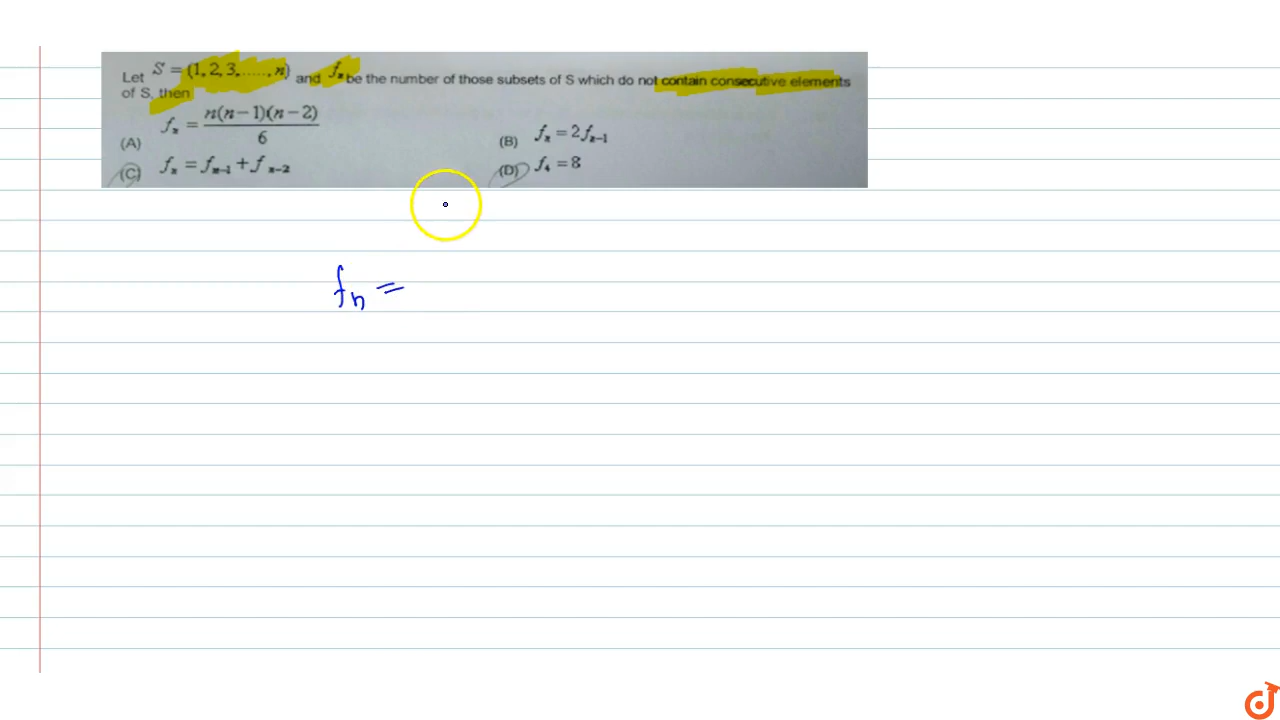 Let S = (1, 2, 3, ....., n) and fₙ be the number of those subsets of S which do not contain consecutive elements
of S, then
(A) fₙ = n(n−1)(n−2)/6
(B) fₙ = 2fₙ₋₁
(C) fₙ = fₙ₋₁ + fₙ₋₂
(D) f₄ = 8
fₙ =